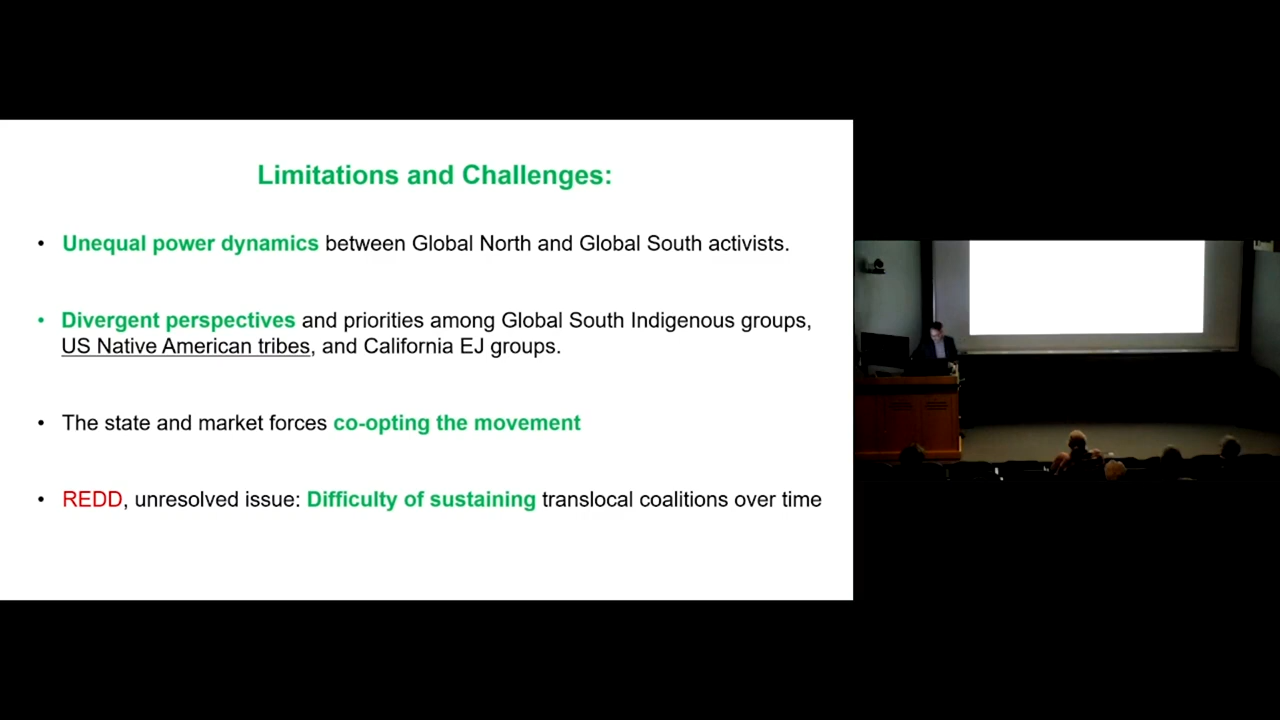 Limitations and Challenges:
• Unequal power dynamics between Global North and Global South activists.
• Divergent perspectives and priorities among Global South Indigenous groups,
US Native American tribes, and California EJ groups.
• The state and market forces co-opting the movement
• REDD, unresolved issue: Difficulty of sustaining translocal coalitions over time